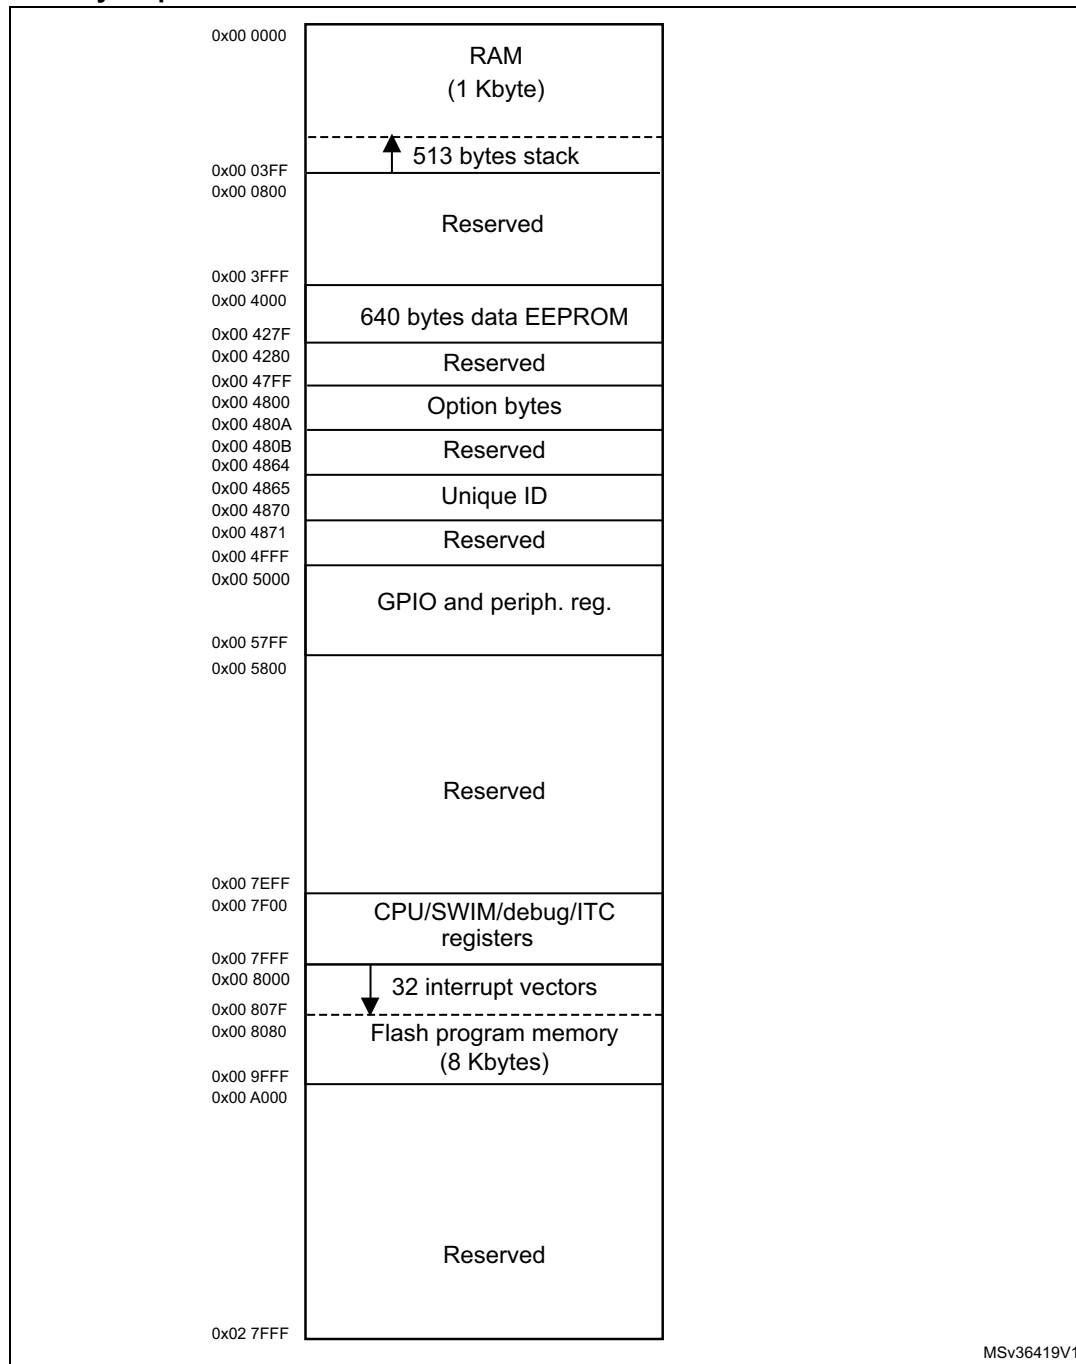 0x00 0000
RAM
(1 Kbyte)
513 bytes stack
0x00 03FF
0x00 0800
Reserved
0x00 3FFF
0x00 4000
640 bytes data EEPROM
0x00 427F
0x00 4280
Reserved
0x00 47FF
0x00 4800
Option bytes
0x00 480A
0x00 480B
Reserved
0x00 4864
0x00 4865
Unique ID
0x00 4870
0x00 4871
Reserved
0x00 4FFF
0x00 5000
GPIO and periph. reg.
0x00 57FF
0x00 5800
Reserved
0x00 7EFF
0x00 7F00
CPU/SWIM/debug/ITC
registers
0x00 7FFF
0x00 8000
32 interrupt vectors
0x00 807F
0x00 8080
Flash program memory
(8 Kbytes)
0x00 9FFF
0x00 A000
Reserved
0x02 7FFF
MSv36419V1